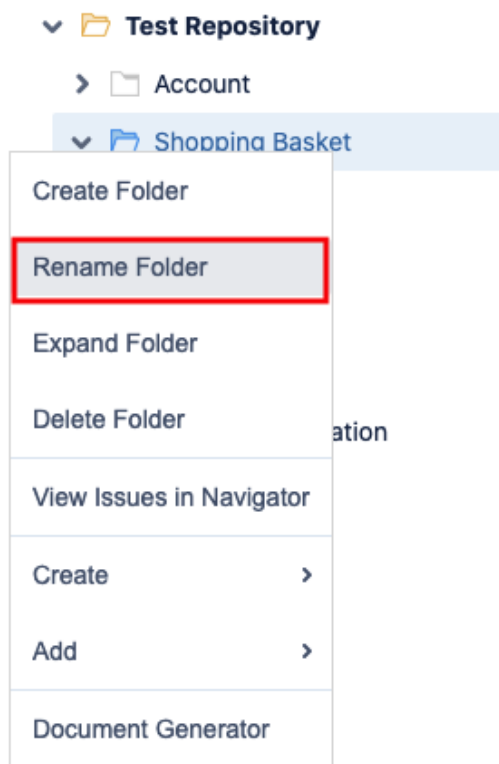 Test Repository
Account
Shopping Basket
Create Folder
Rename Folder
Expand Folder
Delete Folder
ation
View Issues in Navigator
Create
Add
Document Generator